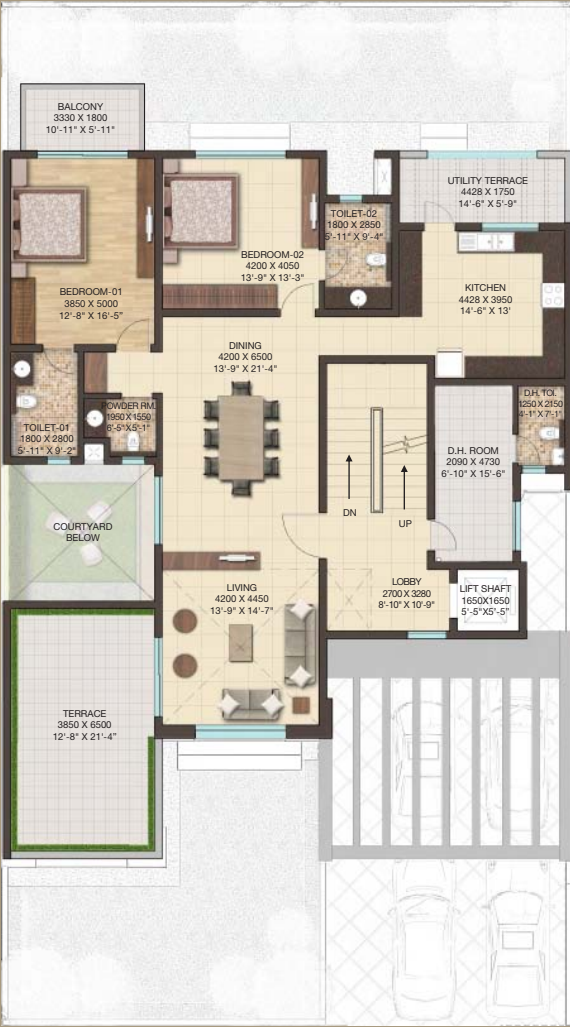 BALCONY
3330 X 1800
10'-11" X 5'-11"
UTILITY TERRACE
4428 X 1750
14'-6" X 5'-9"
TOILET-02
1800 X 2850
5'-11" X 9'-4"
BEDROOM-02
4200 X 4050
13'-9" X 13'-3"
BEDROOM-01
3850 X 5000
12'-8" X 16'-5"
KITCHEN
4428 X 3950
14'-6" X 13'
DINING
4200 X 6500
13'-9" X 21'-4"
POWDER RM.
1950 X 1550
6'-5"X5'-1"
D.H. TOI.
1250 X 2150
4'-1" X 7'-1"
TOILET-01
1800 X 2800
5'-11" X 9'-2"
D.H. ROOM
2090 X 4730
6'-10" X 15'-6"
DN
UP
COURTYARD
BELOW
LIVING
4200 X 4450
13'-9" X 14'-7"
LOBBY
2700 X 3280
8'-10" X 10'-9"
LIFT SHAFT
1650X1650
5'-5"X5'-5"
TERRACE
3850 X 6500
12'-8" X 21'-4"